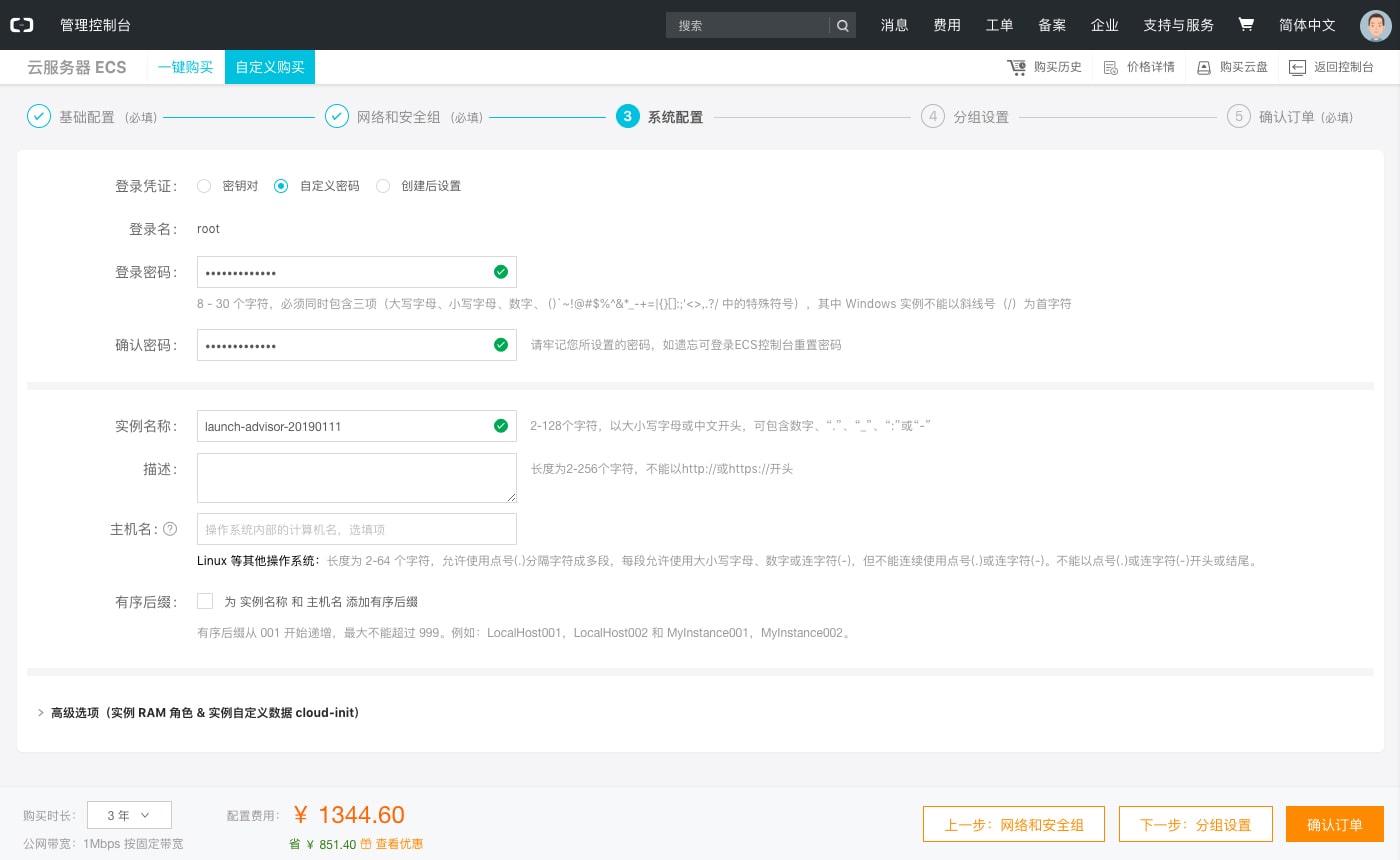 管理控制台 搜索 消息 费用 工单 备案 企业 支持与服务 简体中文
云服务器 ECS 一键购买 自定义购买 购买历史 价格详情 购买云盘 返回控制台
基础配置 (必填) 网络和安全组 (必填) 3 系统配置 4 分组设置 5 确认订单 (必填)
登录凭证: 密钥对 自定义密码 创建后设置
登录名: root
登录密码: •••••••••••••
8 - 30 个字符，必须同时包含三项（大写字母、小写字母、数字、 ()`~!@#$%^&*_-+=|{}[]:;'<>,.?/ 中的特殊符号），其中 Windows 实例不能以斜线号（/）为首字符
确认密码: ••••••••••••• 请牢记您所设置的密码，如遗忘可登录ECS控制台重置密码
实例名称: launch-advisor-20190111 2-128个字符，以大小写字母或中文开头，可包含数字、“.”、“_”、“:”或“-”
描述: 长度为2-256个字符，不能以http://或https://开头
主机名: ? 操作系统内部的计算机名，选填项
Linux 等其他操作系统：长度为 2-64 个字符，允许使用点号(.)分隔字符成多段，每段允许使用大小写字母、数字或连字符(-)，但不能连续使用点号(.)或连字符(-)。不能以点号(.)或连字符(-)开头或结尾。
有序后缀: 为 实例名称 和 主机名 添加有序后缀
有序后缀从 001 开始递增，最大不能超过 999。例如：LocalHost001，LocalHost002 和 MyInstance001，MyInstance002。
> 高级选项（实例 RAM 角色 & 实例自定义数据 cloud-init）
购买时长: 3 年 配置费用: ¥ 1344.60 上一步：网络和安全组 下一步：分组设置 确认订单
公网带宽: 1Mbps 按固定带宽 省 ¥ 851.40 查看优惠